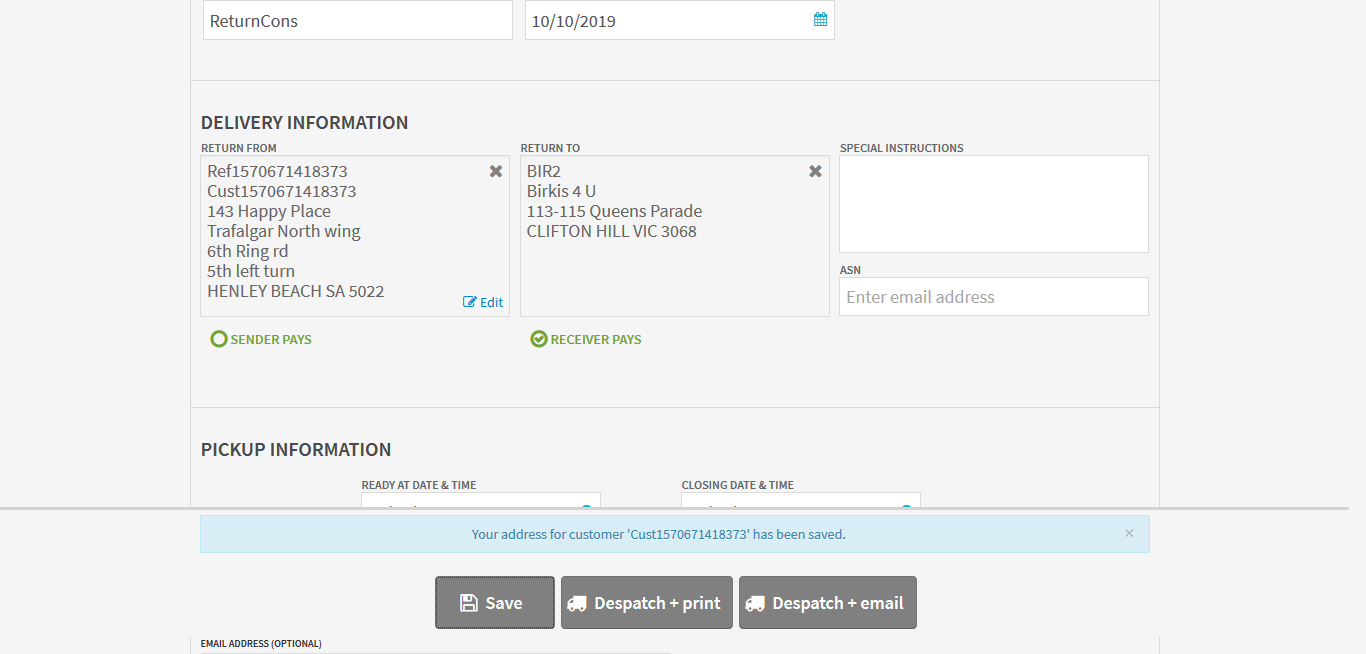 ReturnCons
10/10/2019
DELIVERY INFORMATION
RETURN FROM
Ref1570671418373
Cust1570671418373
143 Happy Place
Trafalgar North wing
6th Ring rd
5th left turn
HENLEY BEACH SA 5022
Edit
RETURN TO
BIR2
Birkis 4 U
113-115 Queens Parade
CLIFTON HILL VIC 3068
SPECIAL INSTRUCTIONS
ASN
Enter email address
SENDER PAYS
RECEIVER PAYS
PICKUP INFORMATION
READY AT DATE & TIME
CLOSING DATE & TIME
Your address for customer 'Cust1570671418373' has been saved.
Save
Despatch + print
Despatch + email
EMAIL ADDRESS (OPTIONAL)